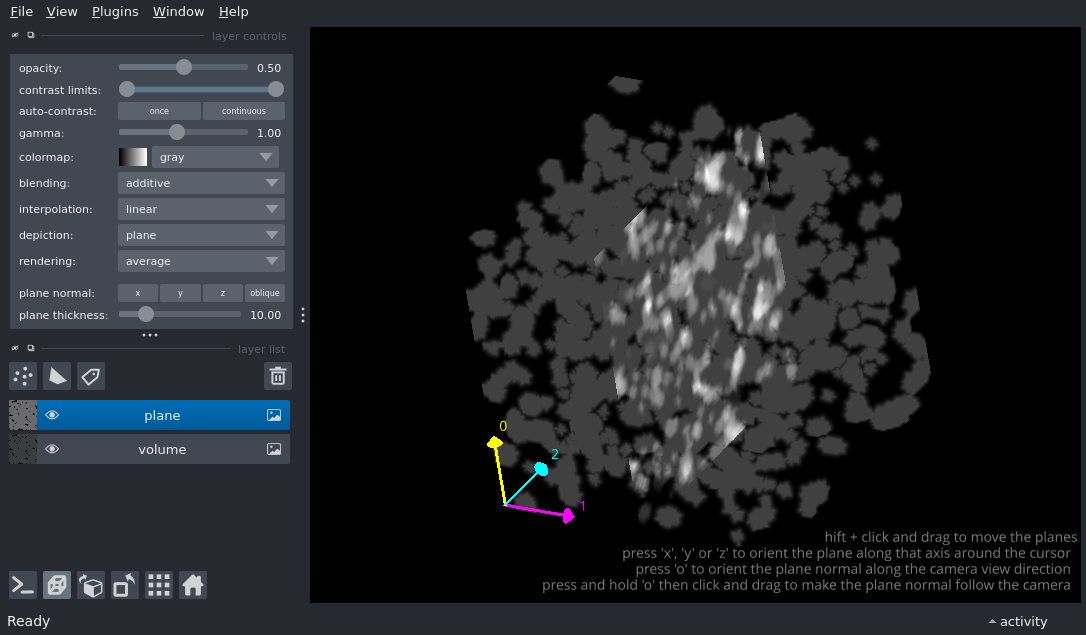 File View Plugins Window Help
layer controls
opacity: 0.50
contrast limits:
auto-contrast: once continuous
gamma: 1.00
colormap: gray
blending: additive
interpolation: linear
depiction: plane
rendering: average
plane normal: x y z oblique
plane thickness: 10.00
layer list
plane
volume
0
2
1
hift + click and drag to move the planes
press 'x', 'y' or 'z' to orient the plane along that axis around the cursor
press 'o' to orient the plane normal along the camera view direction
press and hold 'o' then click and drag to make the plane normal follow the camera
Ready activity